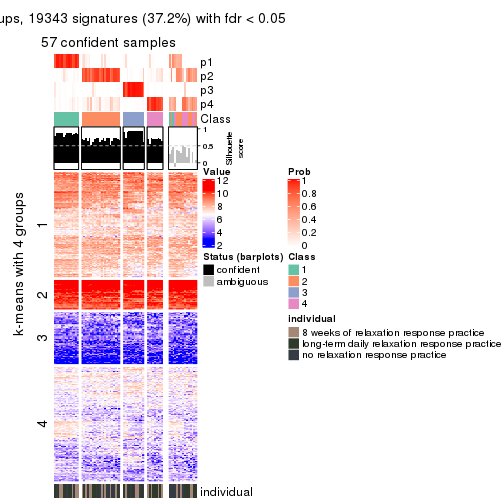 ups, 19343 signatures (37.2%) with fdr < 0.05
57 confident samples
p1
p2
p3
p4
Class
1
0.5
0
Silhouette
score
k-means with 4 groups
1
2
3
4
individual
Value
12
10
8
6
4
2
Prob
1
0.8
0.6
0.4
0.2
0
Status (barplots)
confident
ambiguous
Class
1
2
3
4
individual
8 weeks of relaxation response practice
long-term daily relaxation response practice
no relaxation response practice